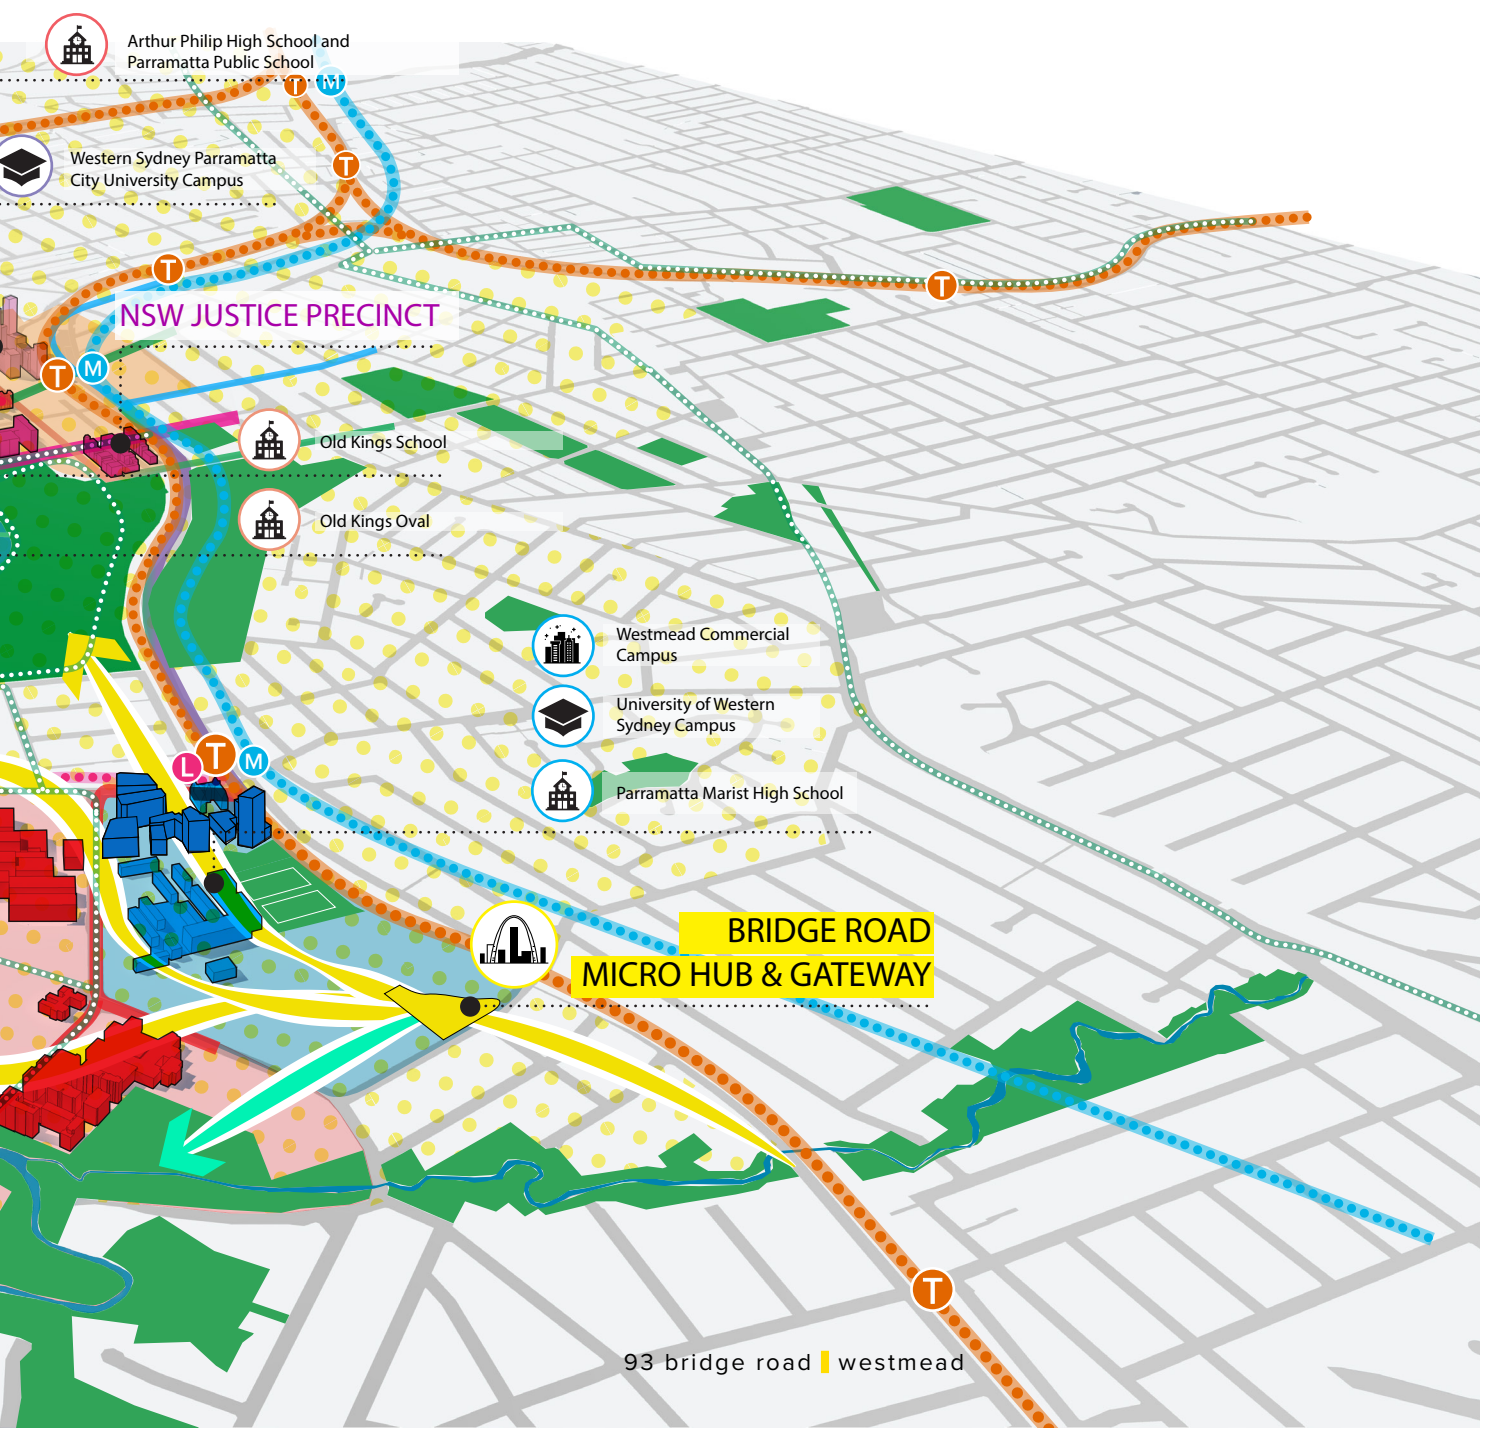 Arthur Philip High School and
Parramatta Public School
T
M
T
Western Sydney Parramatta
City University Campus
T
T
NSW JUSTICE PRECINCT
T
M
Old Kings School
Old Kings Oval
Westmead Commercial
Campus
University of Western
Sydney Campus
L
T
M
Parramatta Marist High School
BRIDGE ROAD
MICRO HUB & GATEWAY
T
93 bridge road westmead